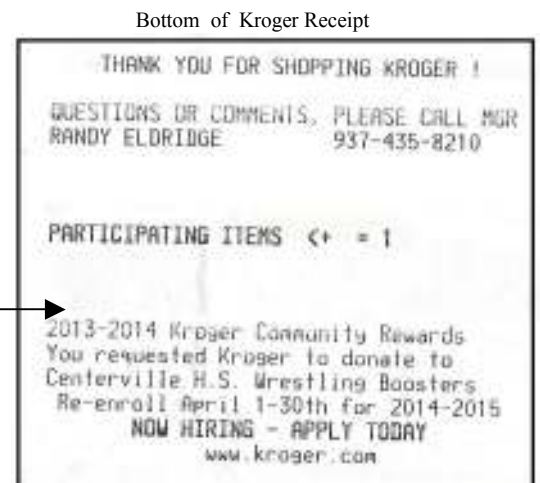 Bottom of Kroger Receipt
THANK YOU FOR SHOPPING KROGER !
QUESTIONS OR COMMENTS, PLEASE CALL MGR
RANDY ELDRIDGE 937-435-8210
PARTICIPATING ITEMS <+ = 1
2013-2014 Kroger Community Rewards
You requested Kroger to donate to
Centerville H.S. Wrestling Boosters
Re-enroll April 1-30th for 2014-2015
NOW HIRING - APPLY TODAY
www.kroger.com